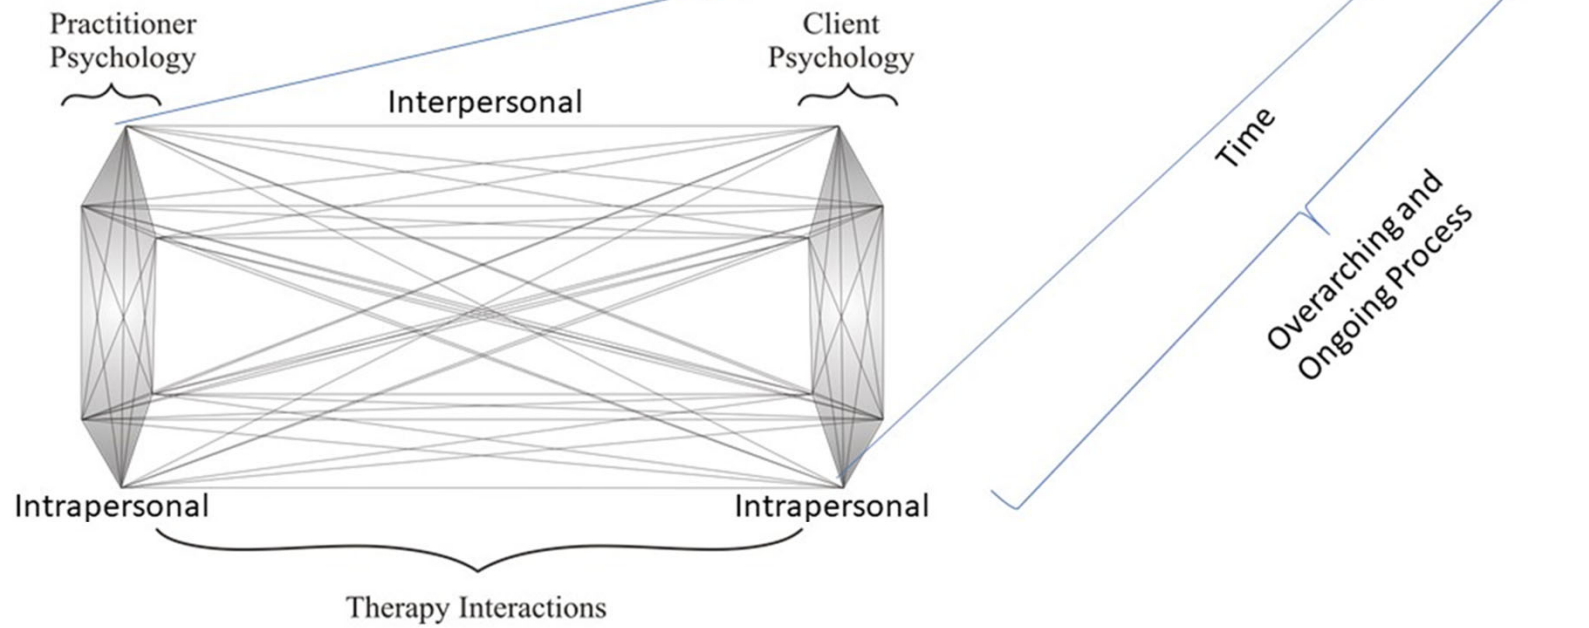 Practitioner
Psychology
Client
Psychology
Interpersonal
Time
Overarching and
Ongoing Process
Intrapersonal
Intrapersonal
Therapy Interactions